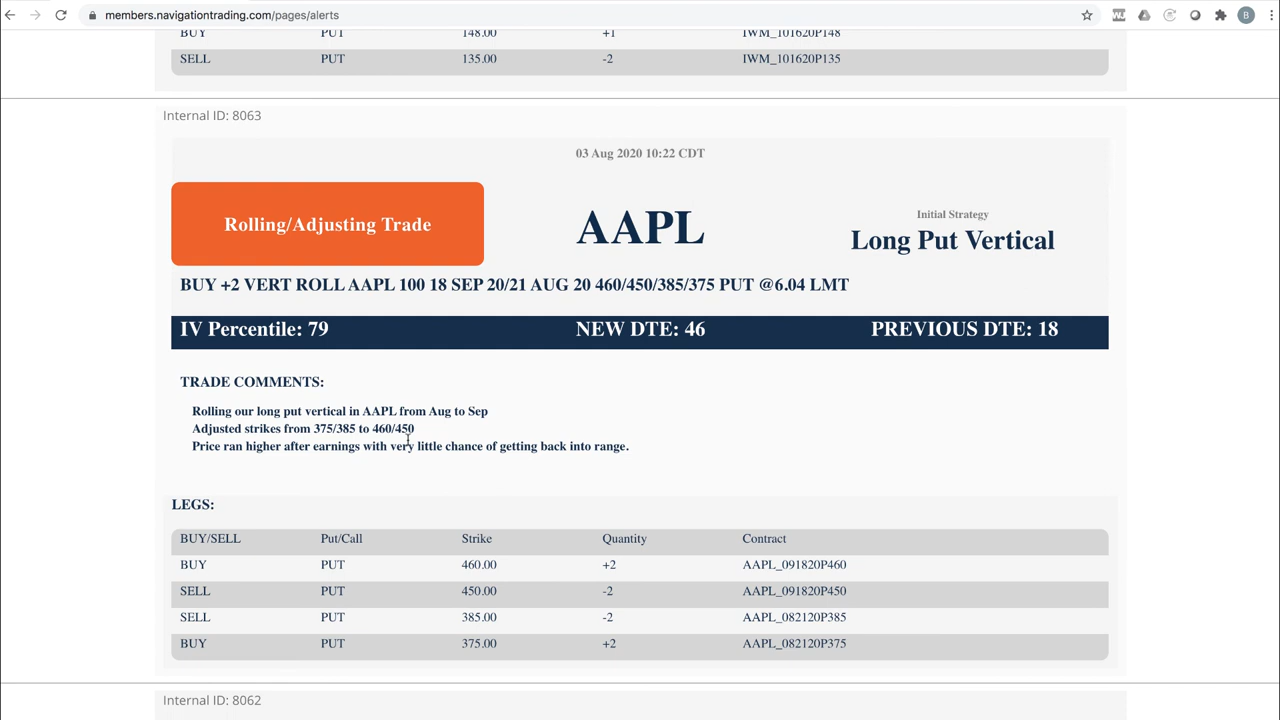 members.navigationtrading.com/pages/alerts
B
BUY PUT 148.00 +1 IWM_101620P148
SELL PUT 135.00 -2 IWM_101620P135
Internal ID: 8063
03 Aug 2020 10:22 CDT
Rolling/Adjusting Trade
AAPL
Initial Strategy
Long Put Vertical
BUY +2 VERT ROLL AAPL 100 18 SEP 20/21 AUG 20 460/450/385/375 PUT @6.04 LMT
IV Percentile: 79 NEW DTE: 46 PREVIOUS DTE: 18
TRADE COMMENTS:
Rolling our long put vertical in AAPL from Aug to Sep
Adjusted strikes from 375/385 to 460/450
Price ran higher after earnings with very little chance of getting back into range.
LEGS:
BUY/SELL Put/Call Strike Quantity Contract
BUY PUT 460.00 +2 AAPL_091820P460
SELL PUT 450.00 -2 AAPL_091820P450
SELL PUT 385.00 -2 AAPL_082120P385
BUY PUT 375.00 +2 AAPL_082120P375
Internal ID: 8062